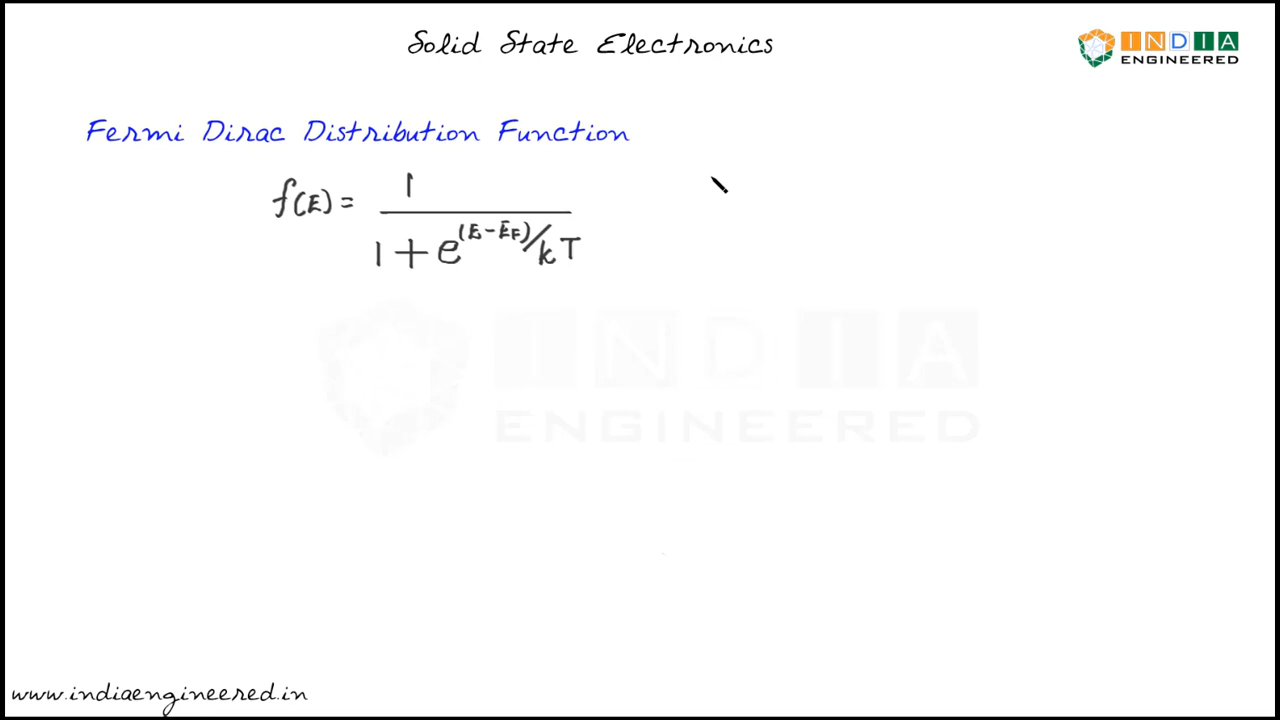 Solid State Electronics
INDIA
ENGINEERED
Fermi Dirac Distribution Function
f(E) = 1 / 1 + e^(E - EF)/kT
INDIA
ENGINEERED
www.indiaengineered.in